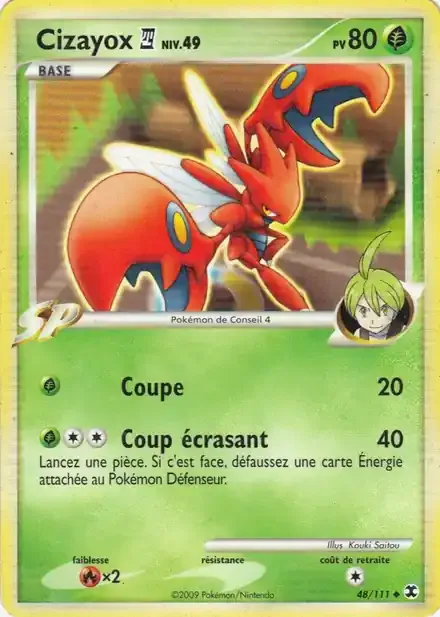 Cizayox NIV.49 PV 80
BASE
SP
Pokémon de Conseil 4
Coupe 20
Coup écrasant 40
Lancez une pièce. Si c'est face, défaussez une carte Énergie
attachée au Pokémon Défenseur.
Illus. Kouki Saitou
faiblesse résistance coût de retraite
×2
©2009 Pokémon/Nintendo 48/111